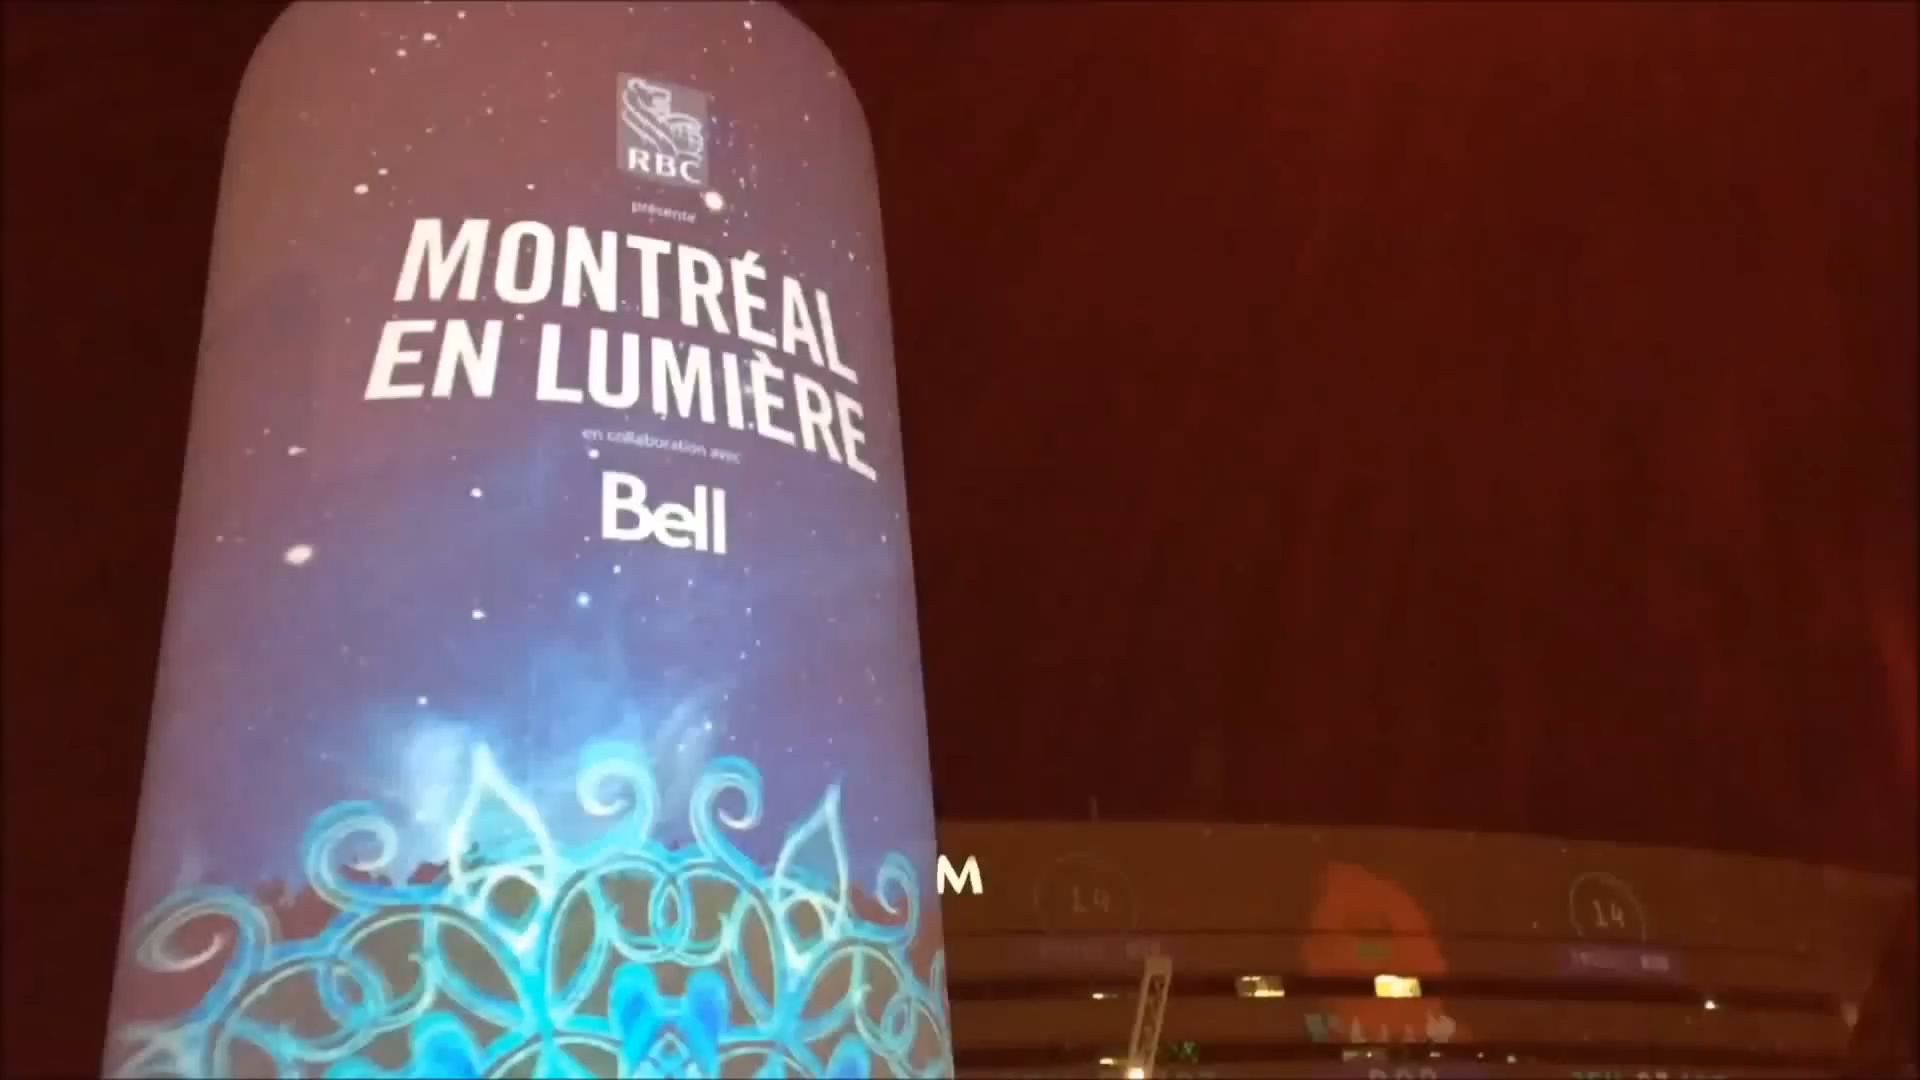 RBC
présente
MONTRÉAL
EN LUMIÈRE
en collaboration avec
Bell
M
14
14